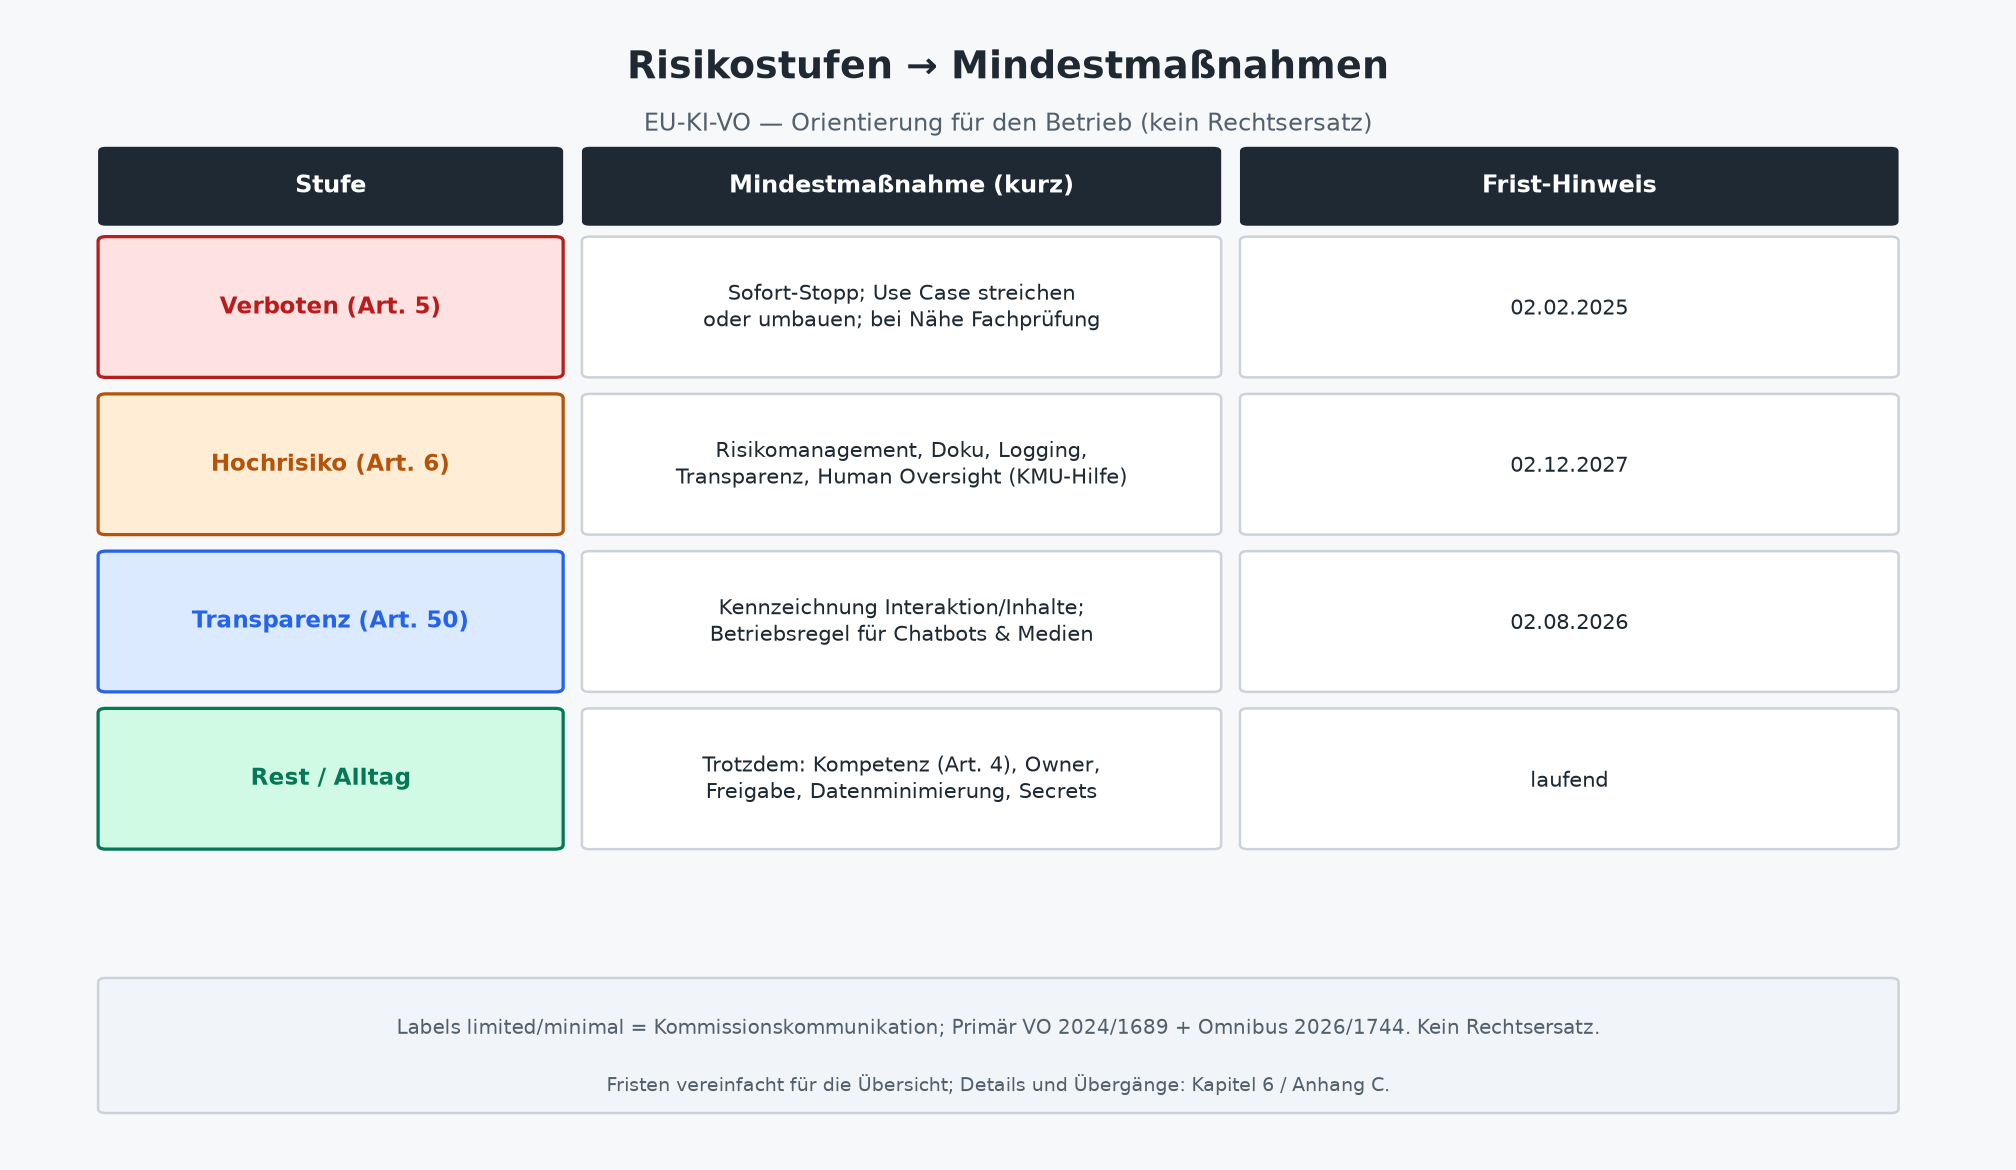 Risikostufen → Mindestmaßnahmen
EU-KI-VO — Orientierung für den Betrieb (kein Rechtsersatz)
Stufe
Mindestmaßnahme (kurz)
Frist-Hinweis
Verboten (Art. 5)
Sofort-Stopp; Use Case streichen
oder umbauen; bei Nähe Fachprüfung
02.02.2025
Hochrisiko (Art. 6)
Risikomanagement, Doku, Logging,
Transparenz, Human Oversight (KMU-Hilfe)
02.12.2027
Transparenz (Art. 50)
Kennzeichnung Interaktion/Inhalte;
Betriebsregel für Chatbots & Medien
02.08.2026
Rest / Alltag
Trotzdem: Kompetenz (Art. 4), Owner,
Freigabe, Datenminimierung, Secrets
laufend
Labels limited/minimal = Kommissionskommunikation; Primär VO 2024/1689 + Omnibus 2026/1744. Kein Rechtsersatz.
Fristen vereinfacht für die Übersicht; Details und Übergänge: Kapitel 6 / Anhang C.